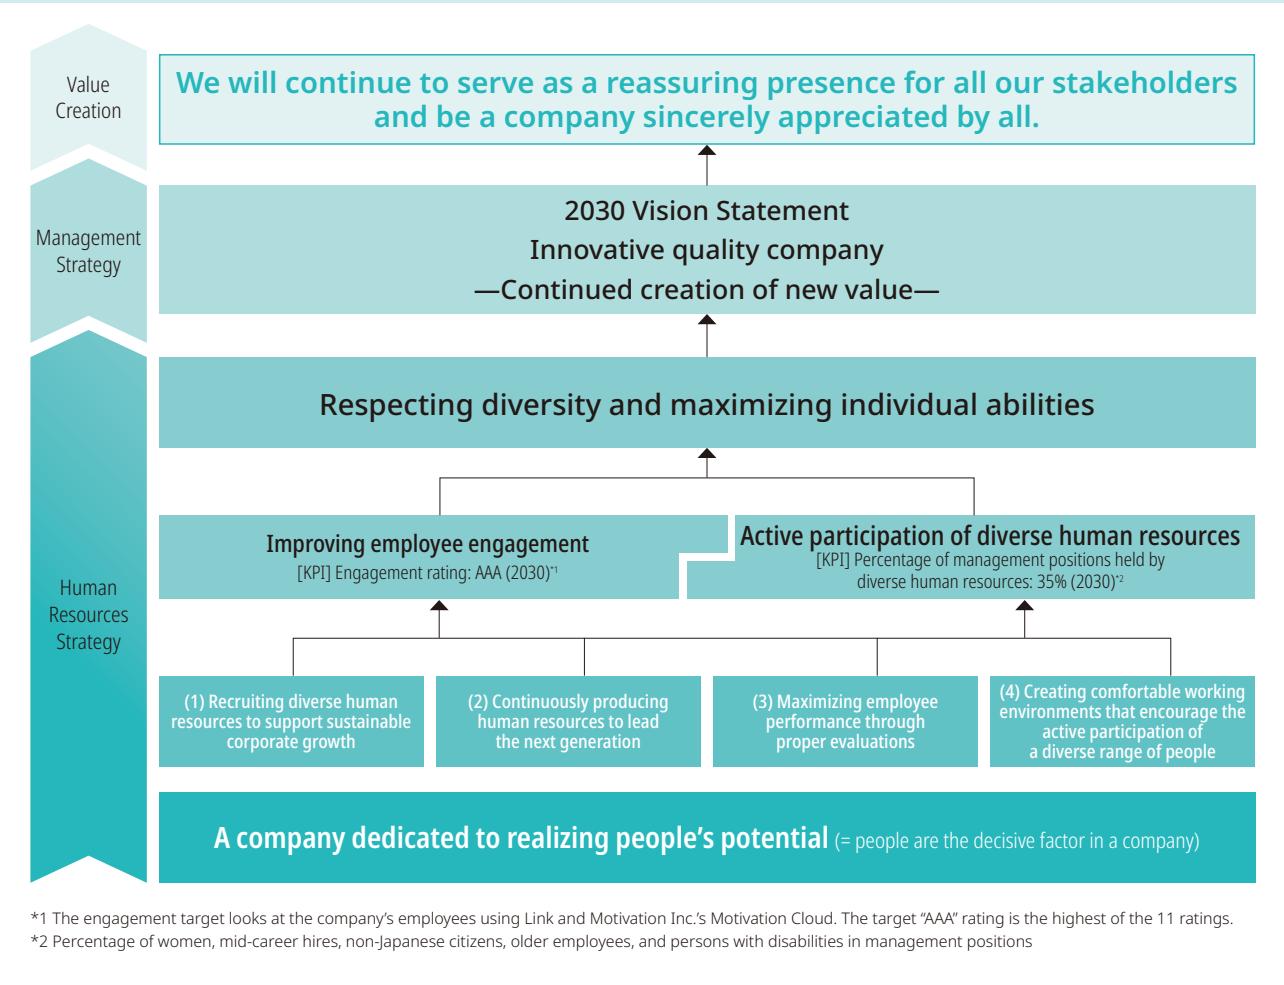 Value
Creation
We will continue to serve as a reassuring presence for all our stakeholders
and be a company sincerely appreciated by all.
Management
Strategy
2030 Vision Statement
Innovative quality company
—Continued creation of new value—
Human
Resources
Strategy
Respecting diversity and maximizing individual abilities
Improving employee engagement
[KPI] Engagement rating: AAA (2030)*1
Active participation of diverse human resources
[KPI] Percentage of management positions held by
diverse human resources: 35% (2030)*2
(1) Recruiting diverse human
resources to support sustainable
corporate growth
(2) Continuously producing
human resources to lead
the next generation
(3) Maximizing employee
performance through
proper evaluations
(4) Creating comfortable working
environments that encourage the
active participation of
a diverse range of people
A company dedicated to realizing people’s potential (= people are the decisive factor in a company)
*1 The engagement target looks at the company’s employees using Link and Motivation Inc.’s Motivation Cloud. The target “AAA” rating is the highest of the 11 ratings.
*2 Percentage of women, mid-career hires, non-Japanese citizens, older employees, and persons with disabilities in management positions